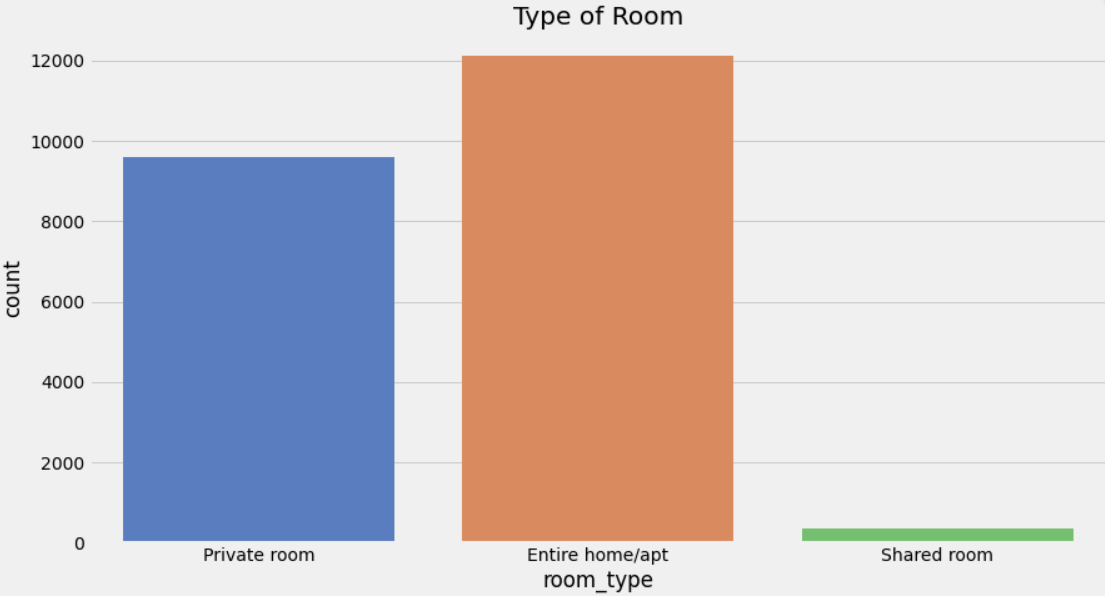 Type of Room
12000
10000
8000
6000
4000
2000
0
count
Private room
Entire home/apt
Shared room
room_type